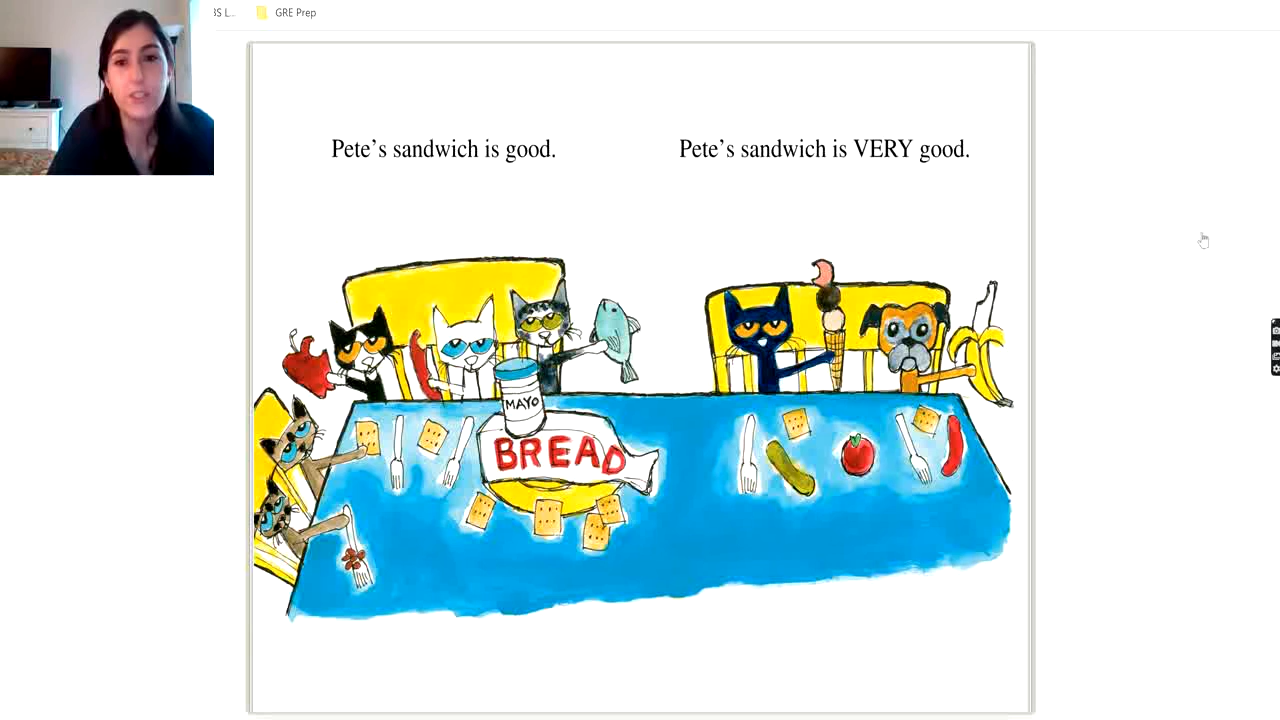 GRE Prep
Pete's sandwich is good.
Pete's sandwich is VERY good.
MAYO
BREAD